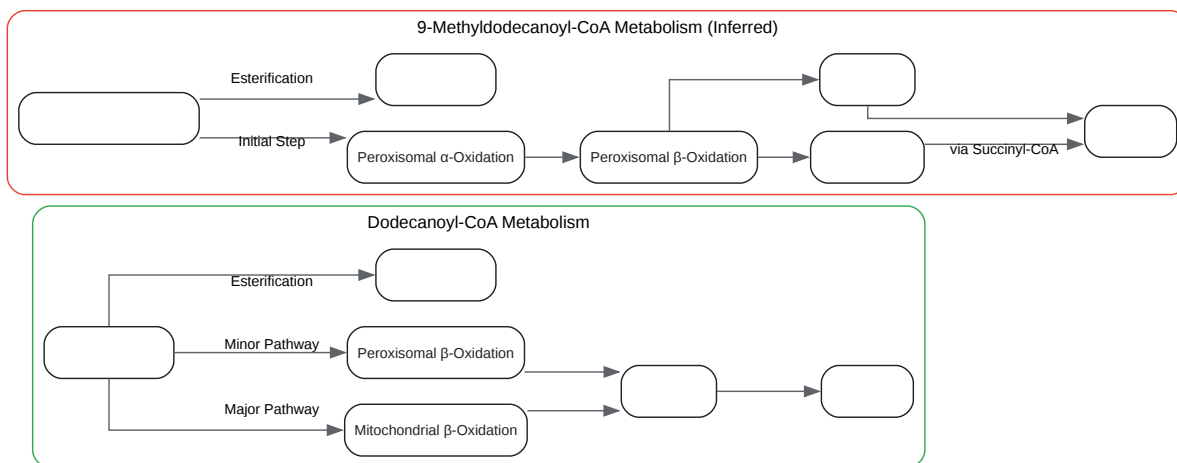 9-Methyldodecanoyl-CoA Metabolism (Inferred)
Esterification
Initial Step
Peroxisomal α-Oxidation
Peroxisomal β-Oxidation
via Succinyl-CoA
Dodecanoyl-CoA Metabolism
Esterification
Minor Pathway
Peroxisomal β-Oxidation
Major Pathway
Mitochondrial β-Oxidation